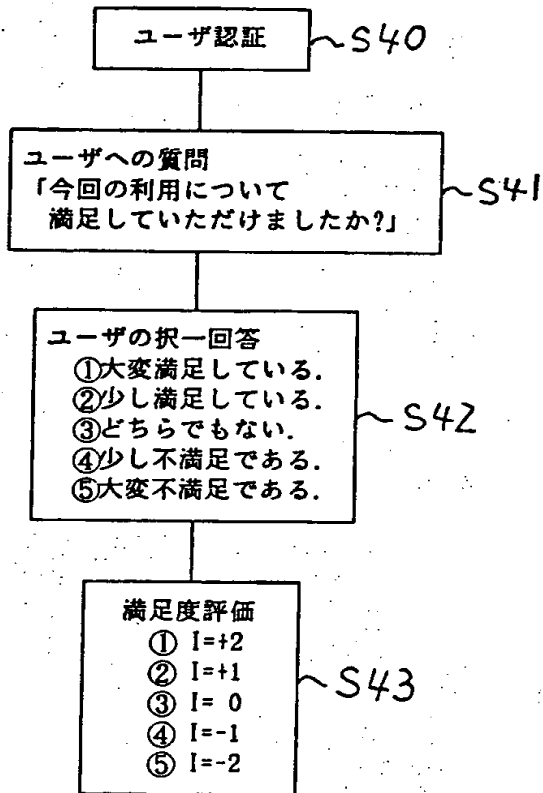 ユーザ認証
S40
ユーザへの質問
「今回の利用について
満足していただけましたか?」
S41
ユーザの択一回答
①大変満足している.
②少し満足している.
③どちらでもない.
④少し不満足である.
⑤大変不満足である.
S42
満足度評価
① I=+2
② I=+1
③ I= 0
④ I=-1
⑤ I=-2
S43